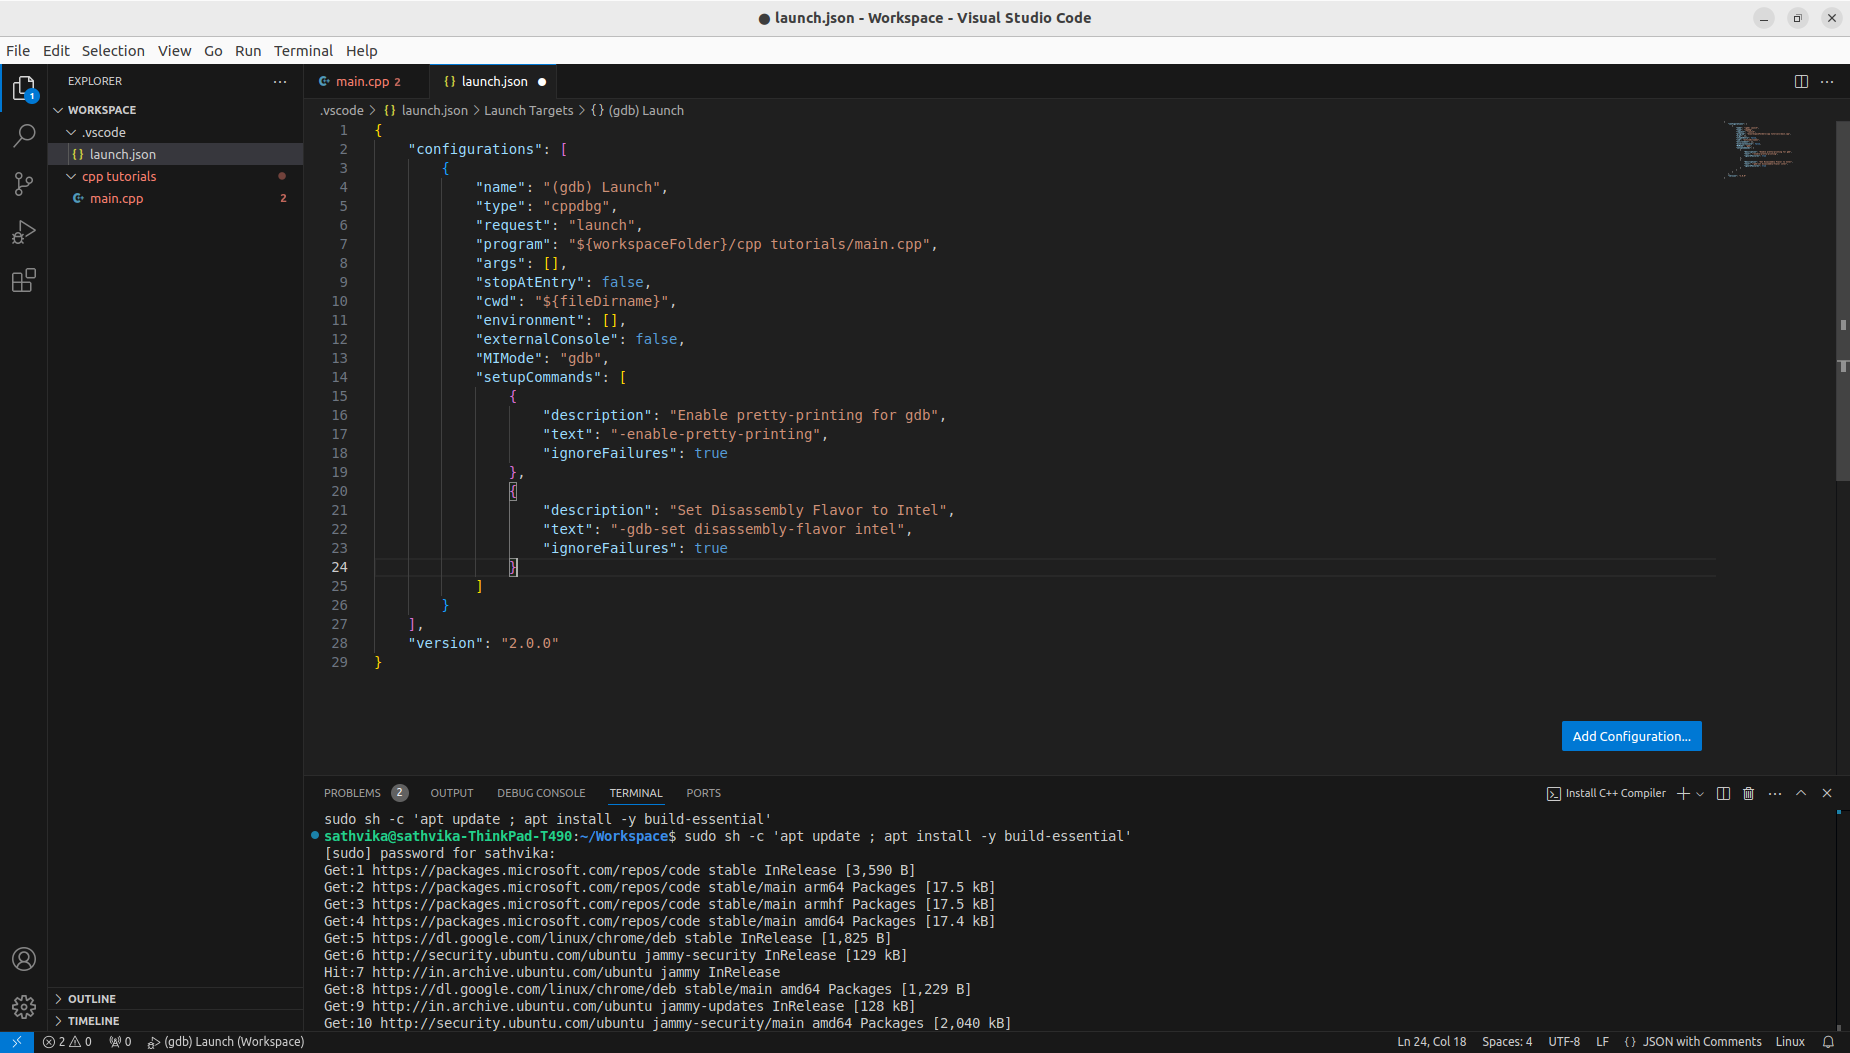 ● launch.json - Workspace - Visual Studio Code
File Edit Selection View Go Run Terminal Help
EXPLORER
main.cpp 2
{} launch.json
WORKSPACE
.vscode
{} launch.json
cpp tutorials
main.cpp 2
.vscode > {} launch.json > Launch Targets > {} (gdb) Launch
1 {
2 "configurations": [
3 {
4 "name": "(gdb) Launch",
5 "type": "cppdbg",
6 "request": "launch",
7 "program": "${workspaceFolder}/cpp tutorials/main.cpp",
8 "args": [],
9 "stopAtEntry": false,
10 "cwd": "${fileDirname}",
11 "environment": [],
12 "externalConsole": false,
13 "MIMode": "gdb",
14 "setupCommands": [
15 {
16 "description": "Enable pretty-printing for gdb",
17 "text": "-enable-pretty-printing",
18 "ignoreFailures": true
19 },
20 {
21 "description": "Set Disassembly Flavor to Intel",
22 "text": "-gdb-set disassembly-flavor intel",
23 "ignoreFailures": true
24 }
25 ]
26 }
27 ],
28 "version": "2.0.0"
29 }
Add Configuration...
PROBLEMS 2 OUTPUT DEBUG CONSOLE TERMINAL PORTS
Install C++ Compiler
sudo sh -c 'apt update ; apt install -y build-essential'
sathvika@sathvika-ThinkPad-T490:~/Workspace$ sudo sh -c 'apt update ; apt install -y build-essential'
[sudo] password for sathvika:
Get:1 https://packages.microsoft.com/repos/code stable InRelease [3,590 B]
Get:2 https://packages.microsoft.com/repos/code stable/main arm64 Packages [17.5 kB]
Get:3 https://packages.microsoft.com/repos/code stable/main armhf Packages [17.5 kB]
Get:4 https://packages.microsoft.com/repos/code stable/main amd64 Packages [17.4 kB]
Get:5 https://dl.google.com/linux/chrome/deb stable InRelease [1,825 B]
Get:6 http://security.ubuntu.com/ubuntu jammy-security InRelease [129 kB]
Hit:7 http://in.archive.ubuntu.com/ubuntu jammy InRelease
Get:8 https://dl.google.com/linux/chrome/deb stable/main amd64 Packages [1,229 B]
Get:9 http://in.archive.ubuntu.com/ubuntu jammy-updates InRelease [128 kB]
Get:10 http://security.ubuntu.com/ubuntu jammy-security/main amd64 Packages [2,040 kB]
OUTLINE
TIMELINE
2 0 0 (gdb) Launch (Workspace)
Ln 24, Col 18 Spaces: 4 UTF-8 LF {} JSON with Comments Linux
1